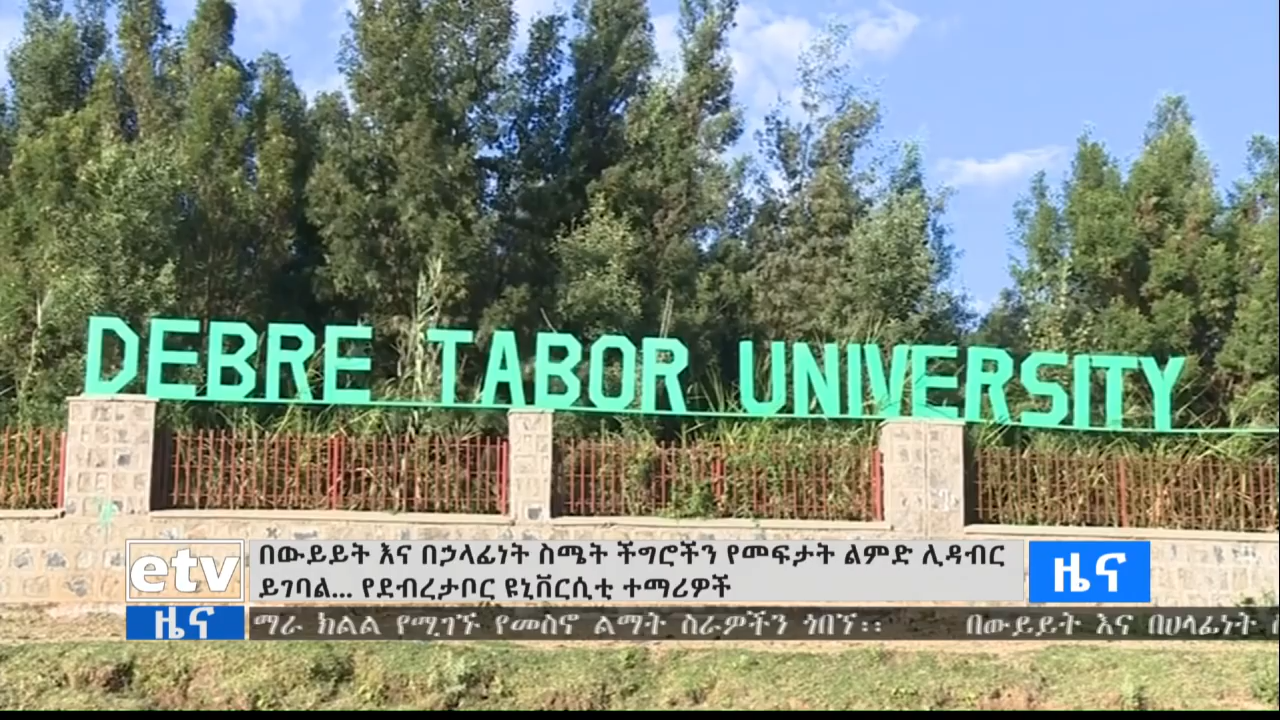 DEBRE TABOR UNIVERSITY
etv
በውይይት እና በኃላፊነት ስሜት ችግሮችን የመፍታት ልምድ ሊዳብር
ይገባል... የደብረታቦር ዩኒቨርሲቲ ተማሪዎች
ዜና
ዜና
ማራ ክልል የሚገኙ የመስኖ ልማት ስራዎችን ጎበኘ፡፡ በውይይት እና በሀላፊነት